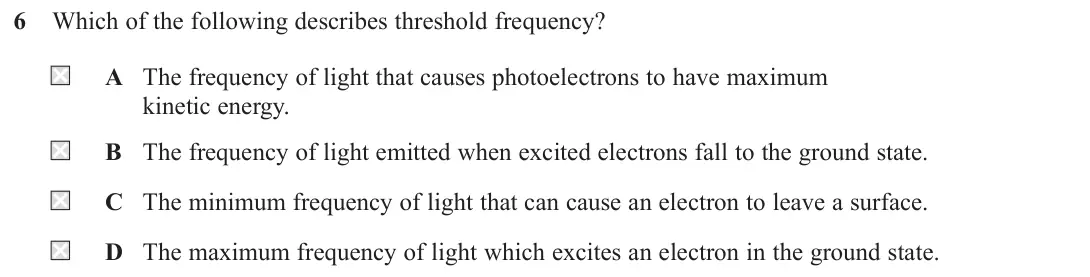 6 Which of the following describes threshold frequency?
A The frequency of light that causes photoelectrons to have maximum
kinetic energy.
B The frequency of light emitted when excited electrons fall to the ground state.
C The minimum frequency of light that can cause an electron to leave a surface.
D The maximum frequency of light which excites an electron in the ground state.